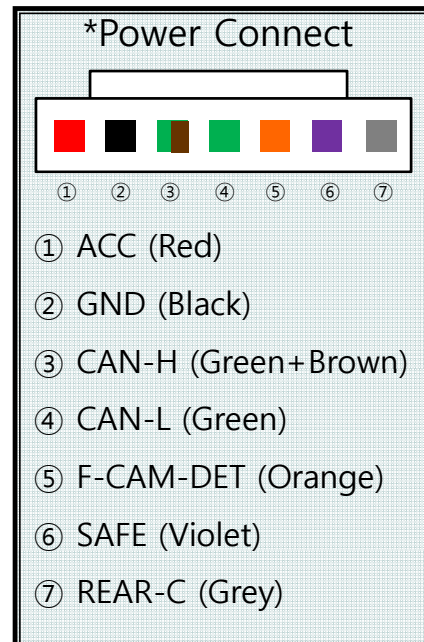 *Power Connect
① ② ③ ④ ⑤ ⑥ ⑦
① ACC (Red)
② GND (Black)
③ CAN-H (Green+Brown)
④ CAN-L (Green)
⑤ F-CAM-DET (Orange)
⑥ SAFE (Violet)
⑦ REAR-C (Grey)